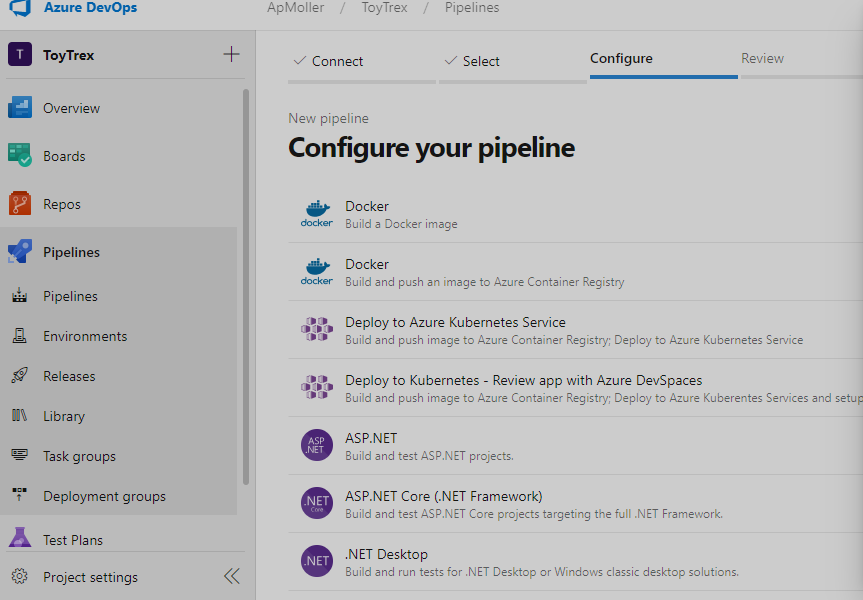 Azure DevOps
ApMoller / ToyTrex / Pipelines
T ToyTrex
Overview
Boards
Repos
Pipelines
Pipelines
Environments
Releases
Library
Task groups
Deployment groups
Test Plans
Project settings
Connect
Select
Configure
Review
New pipeline
Configure your pipeline
docker
Docker
Build a Docker image
docker
Docker
Build and push an image to Azure Container Registry
Deploy to Azure Kubernetes Service
Build and push image to Azure Container Registry; Deploy to Azure Kubernetes Service
Deploy to Kubernetes - Review app with Azure DevSpaces
Build and push image to Azure Container Registry; Deploy to Azure Kuberentes Services and setup
ASP
.NET
ASP.NET
Build and test ASP.NET projects.
.NET
Core
ASP.NET Core (.NET Framework)
Build and test ASP.NET Core projects targeting the full .NET Framework.
.NET
.NET Desktop
Build and run tests for .NET Desktop or Windows classic desktop solutions.